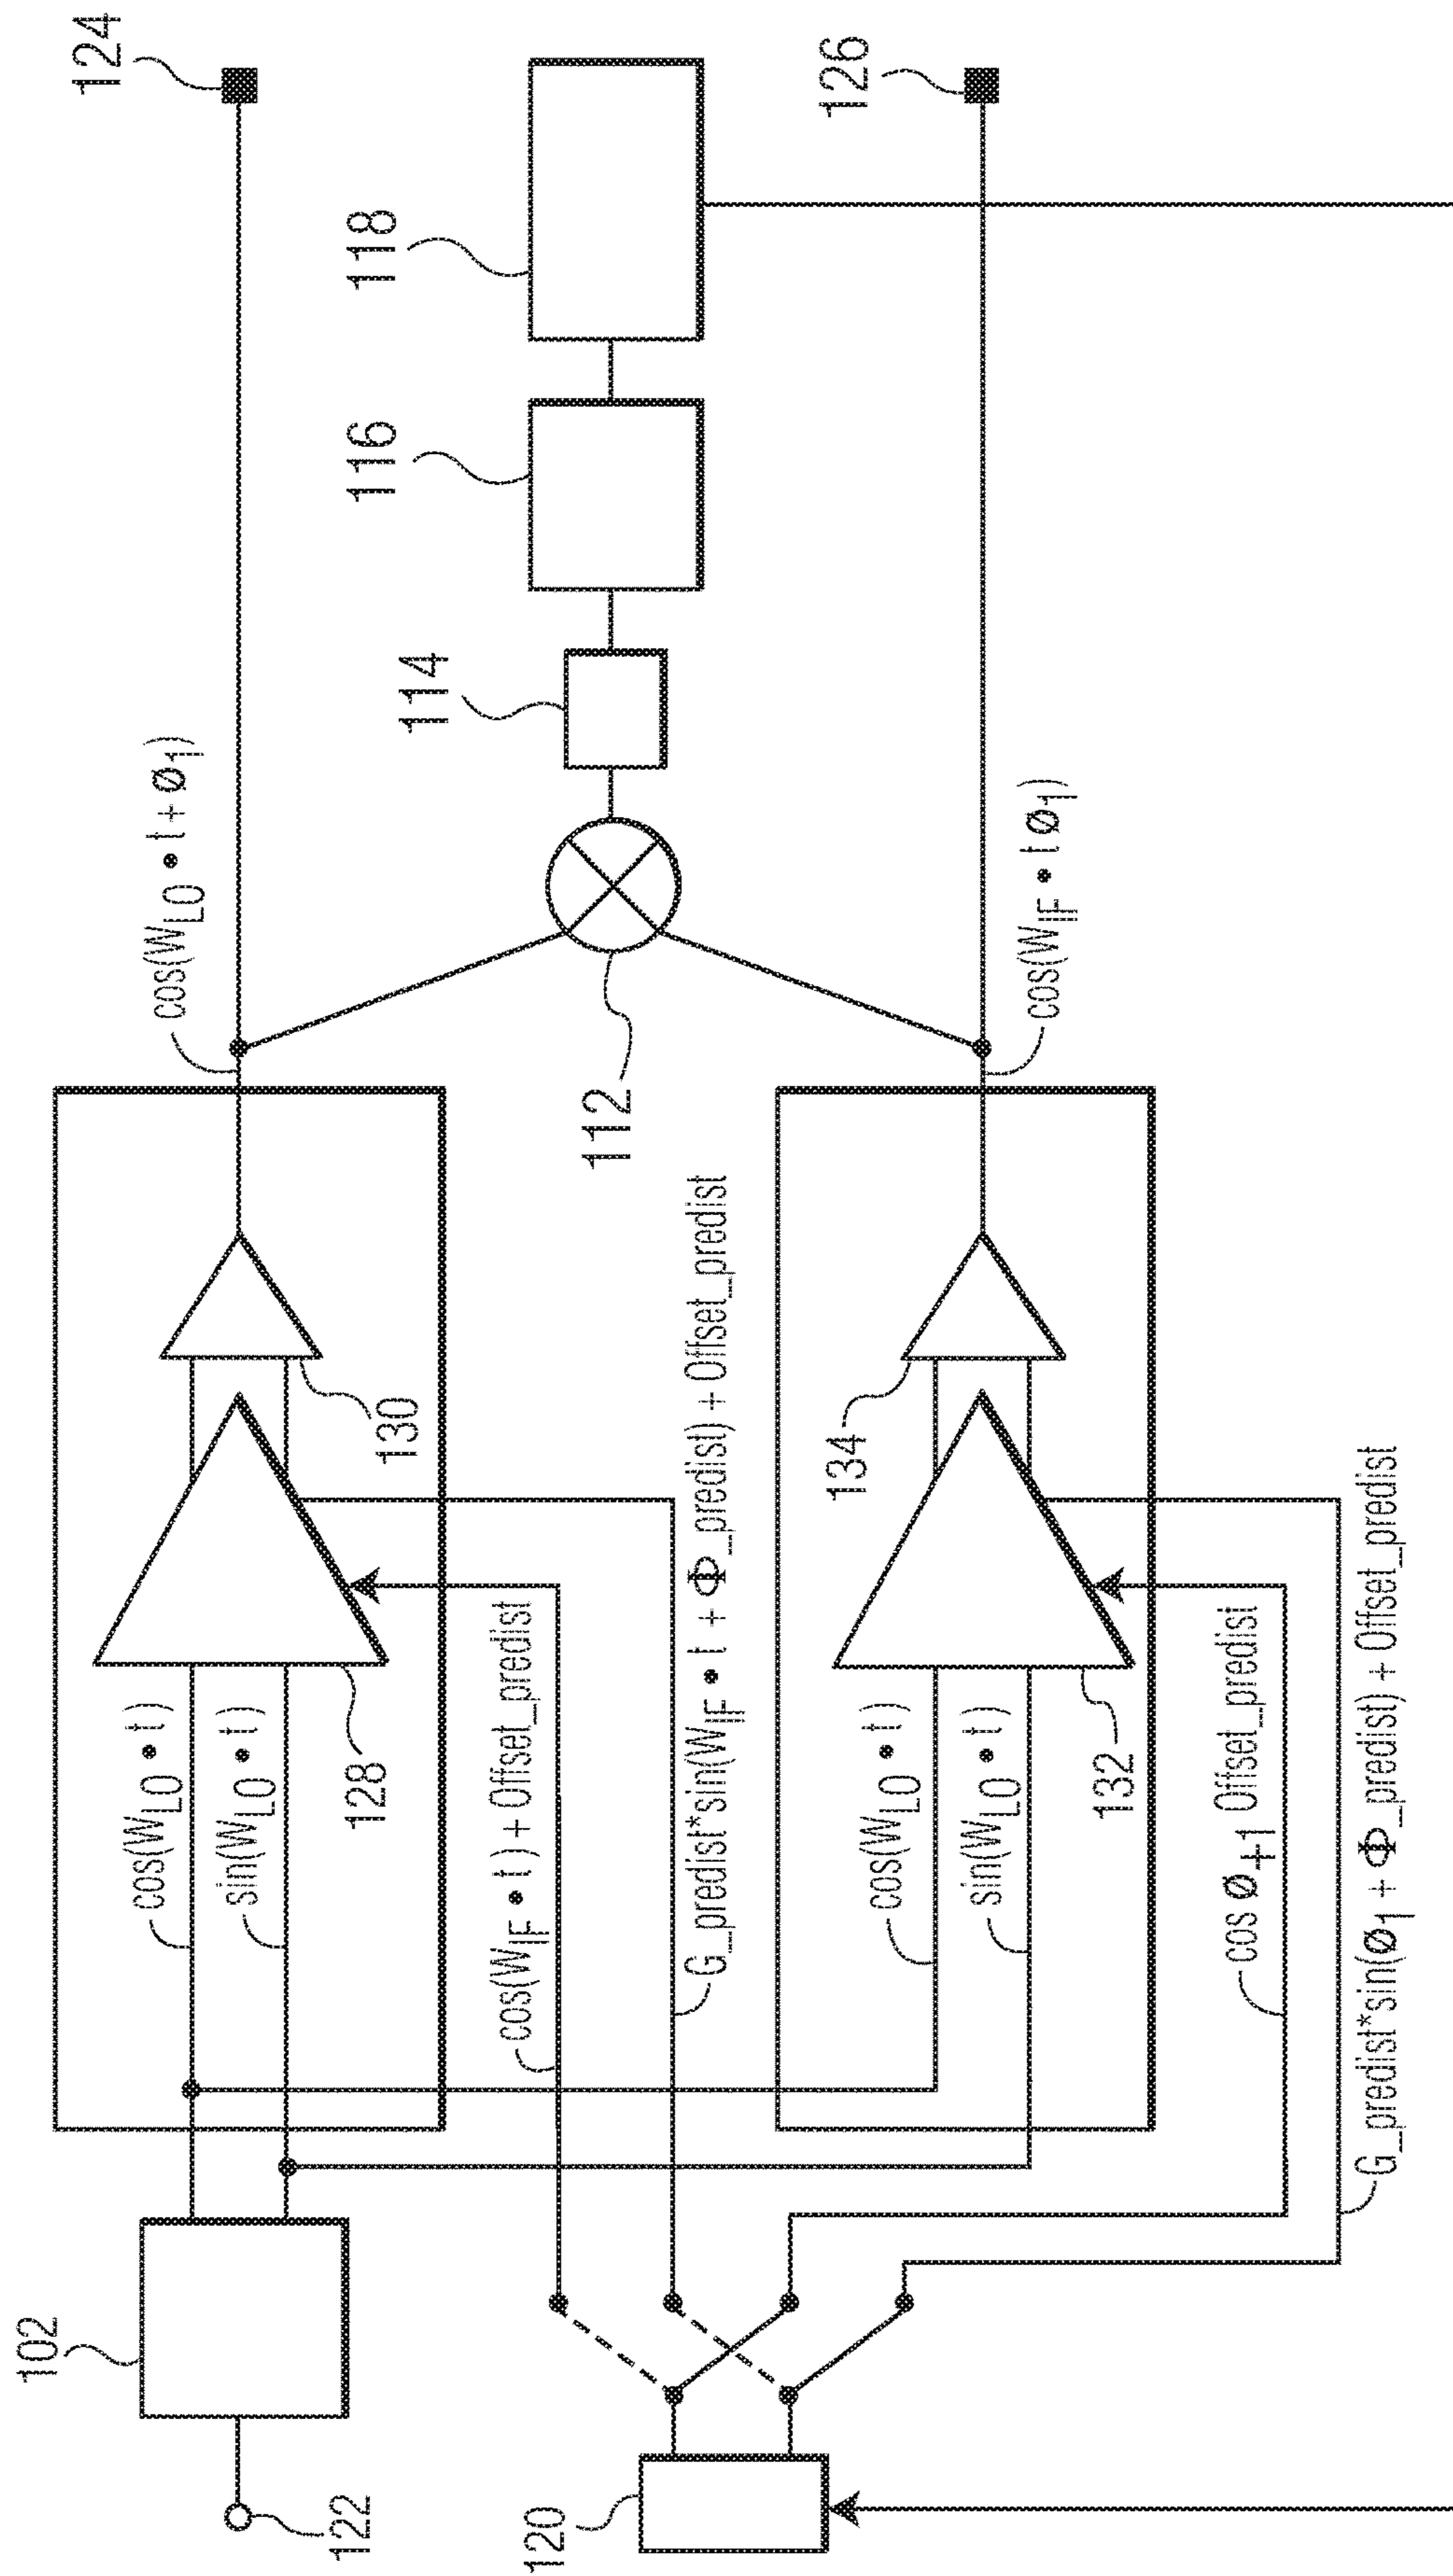 122
102
cos(W_LO • t)
sin(W_LO • t)
128
130
cos(W_LO • t + ø_1)
124
120
cos(W_IF • t) + Offset_predist
G_predist*sin(W_IF • t + Φ_predist) + Offset_predist
112
114
116
118
cos(W_LO • t)
sin(W_LO • t)
132
134
cos(W_IF • t ø_1)
126
cos ø_+1 Offset_predist
G_predist*sin(ø_1 + Φ_predist) + Offset_predist